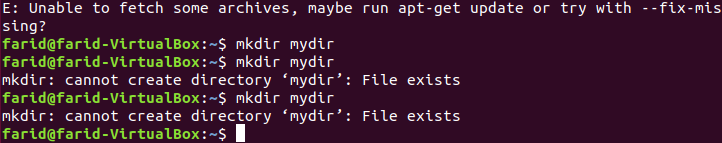 E: Unable to fetch some archives, maybe run apt-get update or try with --fix-mis
sing?
farid@farid-VirtualBox:~$ mkdir mydir
farid@farid-VirtualBox:~$ mkdir mydir
mkdir: cannot create directory ‘mydir’: File exists
farid@farid-VirtualBox:~$ mkdir mydir
mkdir: cannot create directory ‘mydir’: File exists
farid@farid-VirtualBox:~$